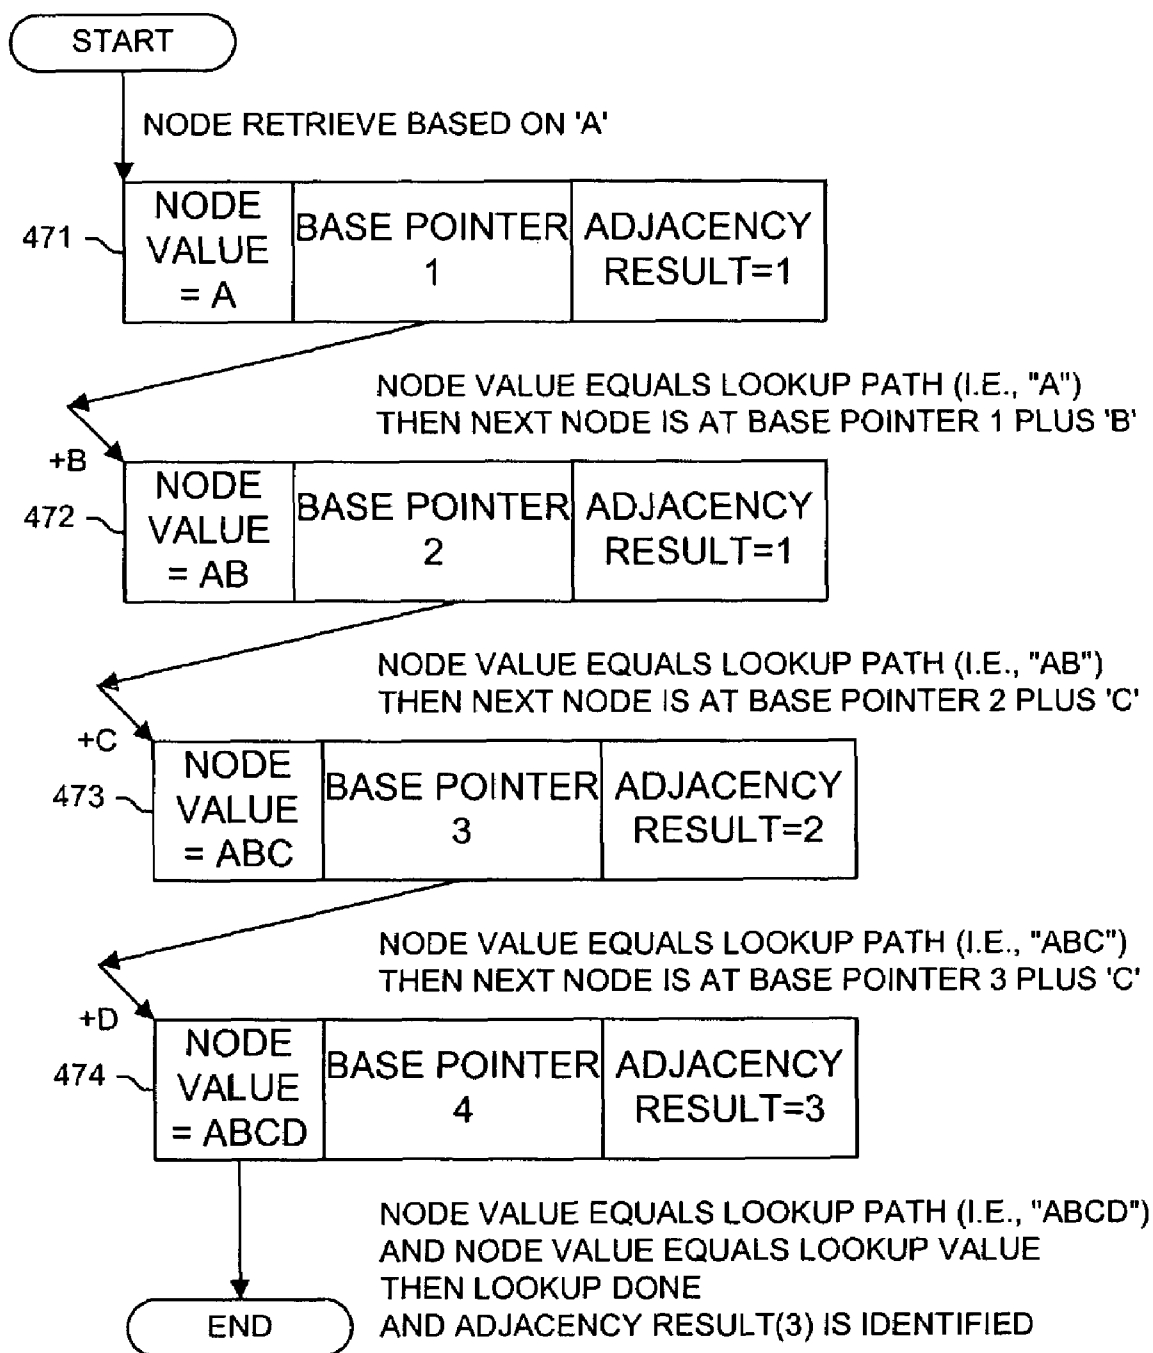 START
NODE RETRIEVE BASED ON 'A'
471
NODE
VALUE
= A
BASE POINTER
1
ADJACENCY
RESULT=1
NODE VALUE EQUALS LOOKUP PATH (I.E., "A")
THEN NEXT NODE IS AT BASE POINTER 1 PLUS 'B'
+B
472
NODE
VALUE
= AB
BASE POINTER
2
ADJACENCY
RESULT=1
NODE VALUE EQUALS LOOKUP PATH (I.E., "AB")
THEN NEXT NODE IS AT BASE POINTER 2 PLUS 'C'
+C
473
NODE
VALUE
= ABC
BASE POINTER
3
ADJACENCY
RESULT=2
NODE VALUE EQUALS LOOKUP PATH (I.E., "ABC")
THEN NEXT NODE IS AT BASE POINTER 3 PLUS 'C'
+D
474
NODE
VALUE
= ABCD
BASE POINTER
4
ADJACENCY
RESULT=3
NODE VALUE EQUALS LOOKUP PATH (I.E., "ABCD")
AND NODE VALUE EQUALS LOOKUP VALUE
THEN LOOKUP DONE
AND ADJACENCY RESULT(3) IS IDENTIFIED
END